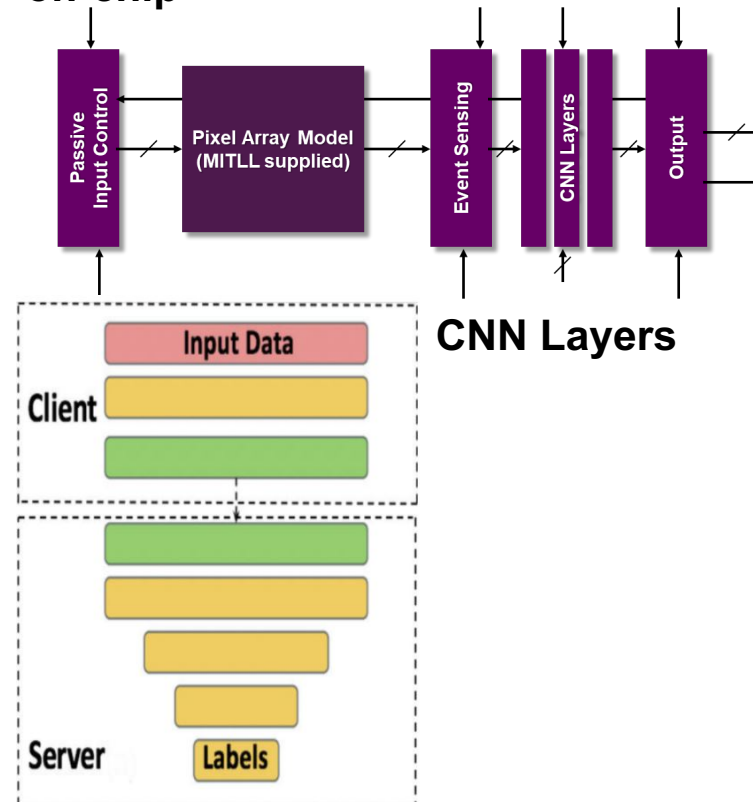 Passive
Input Control
Pixel Array Model
(MITLL supplied)
Event Sensing
CNN Layers
Output
CNN Layers
Input Data
Client
Server
Labels